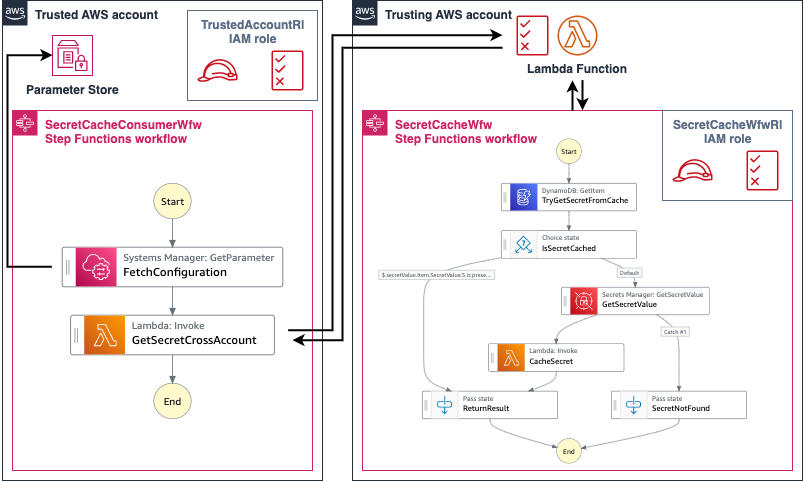 aws
Trusted AWS account
Parameter Store
TrustedAccountRl
IAM role
SecretCacheConsumerWfw
Step Functions workflow
Start
Systems Manager: GetParameter
FetchConfiguration
Lambda: Invoke
GetSecretCrossAccount
End
aws
Trusting AWS account
Lambda Function
SecretCacheWfw
Step Functions workflow
SecretCacheWfwRl
IAM role
Start
DynamoDB: GetItem
TryGetSecretFromCache
Choice state
IsSecretCached
$.secretValue.Item.SecretValue.S is prese...
Default
Secrets Manager: GetSecretValue
GetSecretValue
Catch #1
Lambda: Invoke
CacheSecret
Pass state
ReturnResult
Pass state
SecretNotFound
End